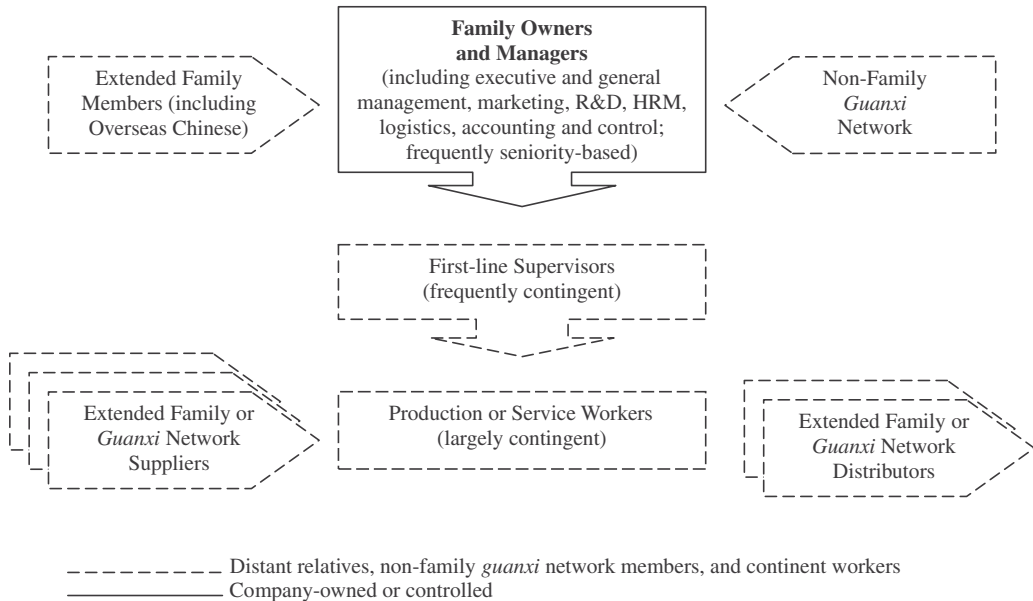 Family Owners
and Managers
(including executive and general
management, marketing, R&D, HRM,
logistics, accounting and control;
frequently seniority-based)
Extended Family
Members (including
Overseas Chinese)
Non-Family
Guanxi
Network
First-line Supervisors
(frequently contingent)
Extended Family or
Guanxi Network
Suppliers
Production or Service Workers
(largely contingent)
Extended Family or
Guanxi Network
Distributors
Distant relatives, non-family guanxi network members, and continent workers
Company-owned or controlled